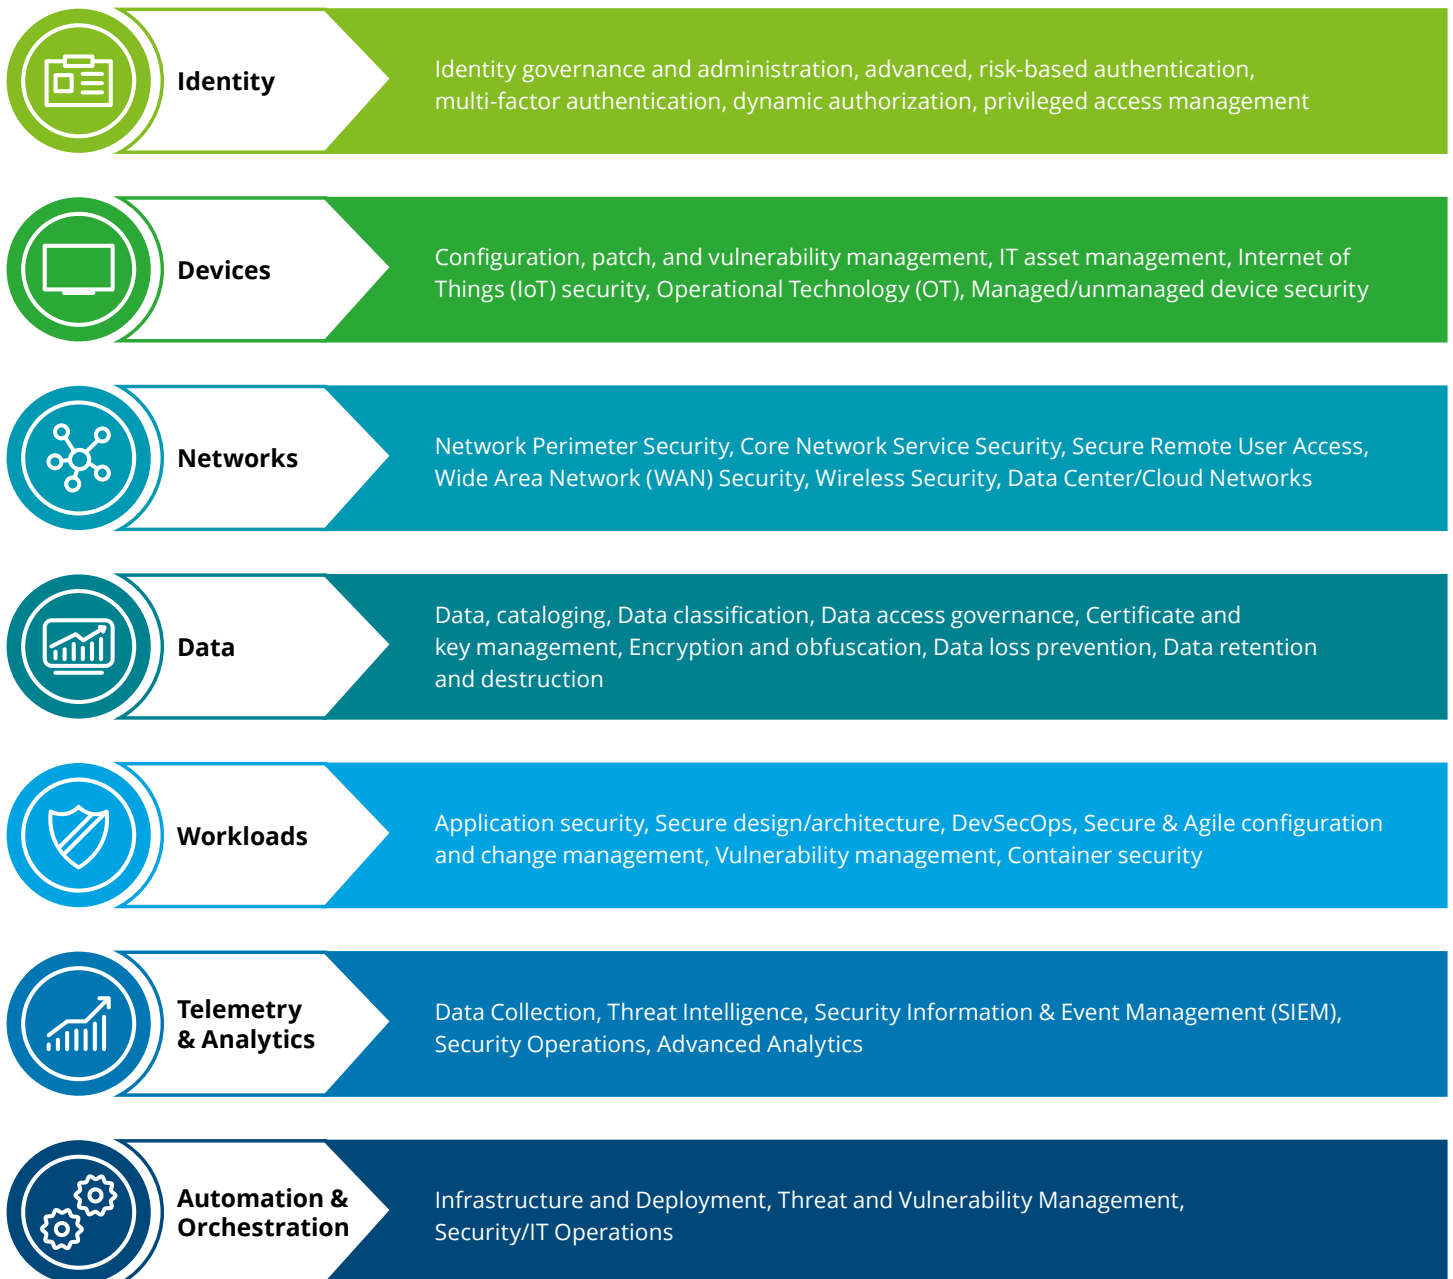 Identity
Identity governance and administration, advanced, risk-based authentication,
multi-factor authentication, dynamic authorization, privileged access management
Devices
Configuration, patch, and vulnerability management, IT asset management, Internet of
Things (IoT) security, Operational Technology (OT), Managed/unmanaged device security
Networks
Network Perimeter Security, Core Network Service Security, Secure Remote User Access,
Wide Area Network (WAN) Security, Wireless Security, Data Center/Cloud Networks
Data
Data, cataloging, Data classification, Data access governance, Certificate and
key management, Encryption and obfuscation, Data loss prevention, Data retention
and destruction
Workloads
Application security, Secure design/architecture, DevSecOps, Secure & Agile configuration
and change management, Vulnerability management, Container security
Telemetry
& Analytics
Data Collection, Threat Intelligence, Security Information & Event Management (SIEM),
Security Operations, Advanced Analytics
Automation &
Orchestration
Infrastructure and Deployment, Threat and Vulnerability Management,
Security/IT Operations